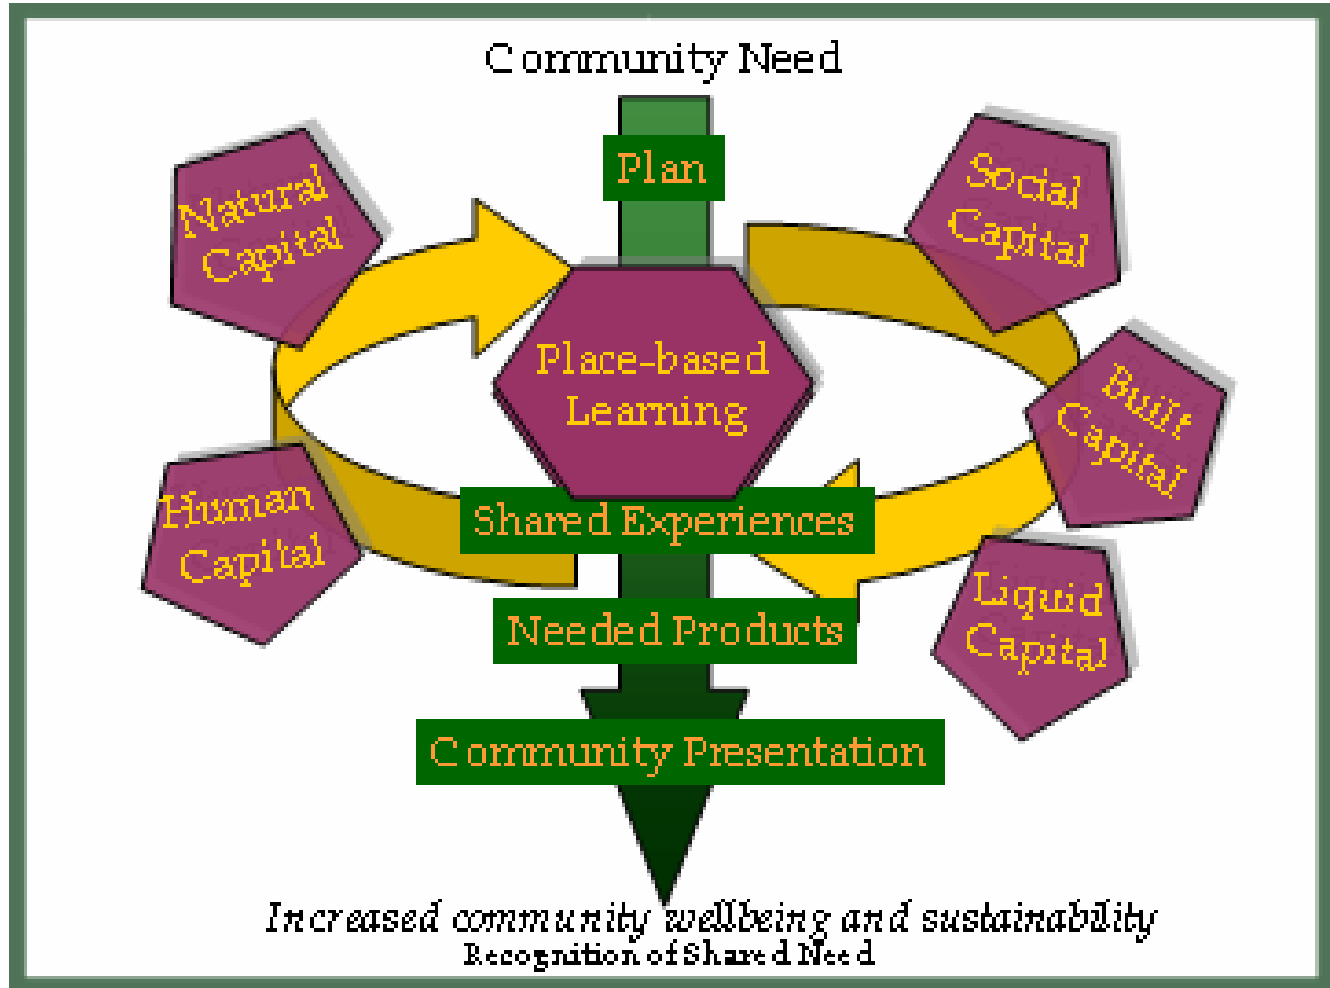 Community Need
Plan
Natural
Capital
Social
Capital
Place-based
Learning
Built
Capital
Human
Capital
Shared Experiences
Liquid
Capital
Needed Products
Community Presentation
Increased community wellbeing and sustainability
Recognition of Shared Need